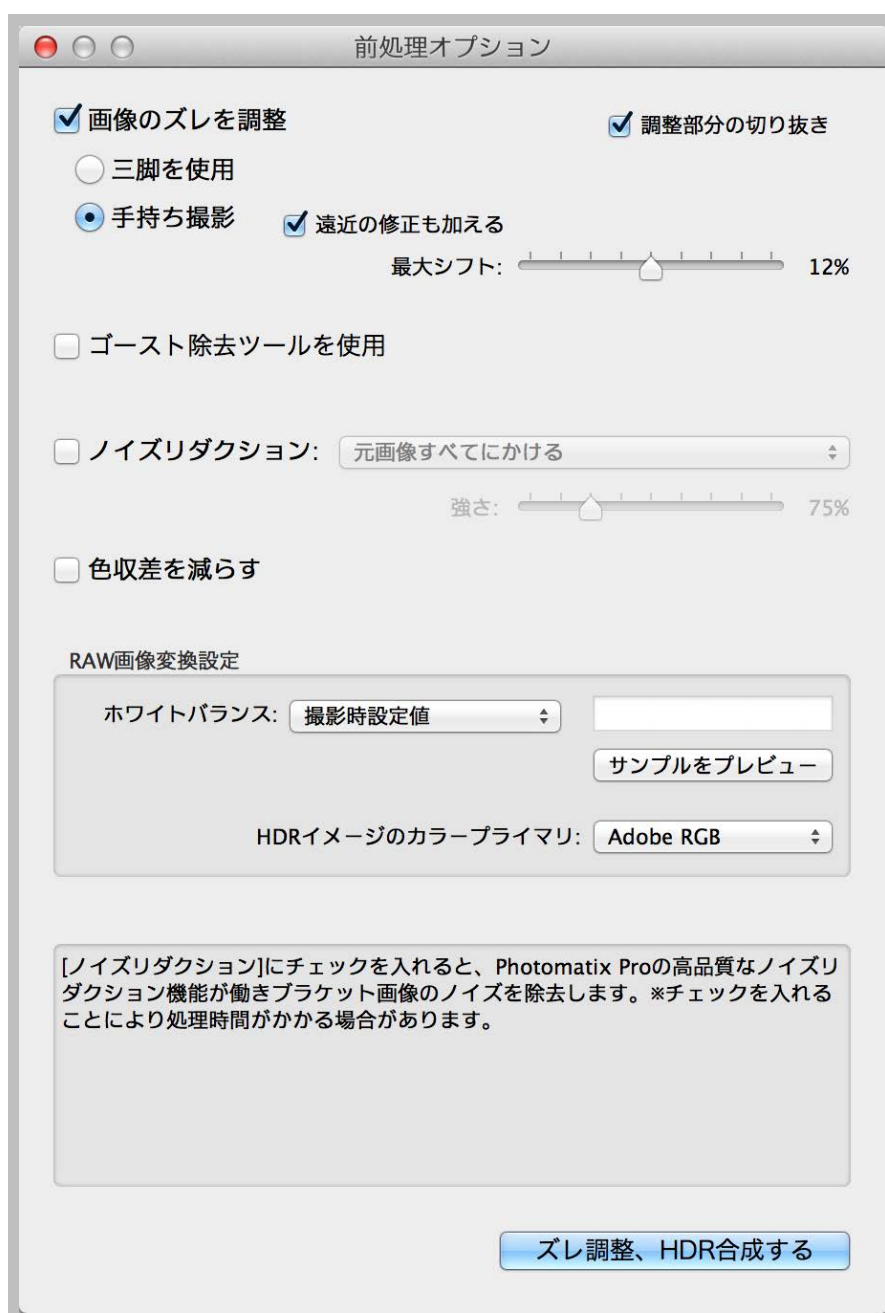 前処理オプション
画像のズレを調整
調整部分の切り抜き
三脚を使用
手持ち撮影
遠近の修正も加える
最大シフト: 12%
ゴースト除去ツールを使用
ノイズリダクション: 元画像すべてにかける
強さ: 75%
色収差を減らす
RAW画像変換設定
ホワイトバランス: 撮影時設定値
サンプルをプレビュー
HDRイメージのカラープライマリ: Adobe RGB
[ノイズリダクション]にチェックを入れると、Photomatix Proの高品質なノイズリ
ダクション機能が働きブラケット画像のノイズを除去します。※チェックを入れる
ことにより処理時間がかかる場合があります。
ズレ調整、HDR合成する